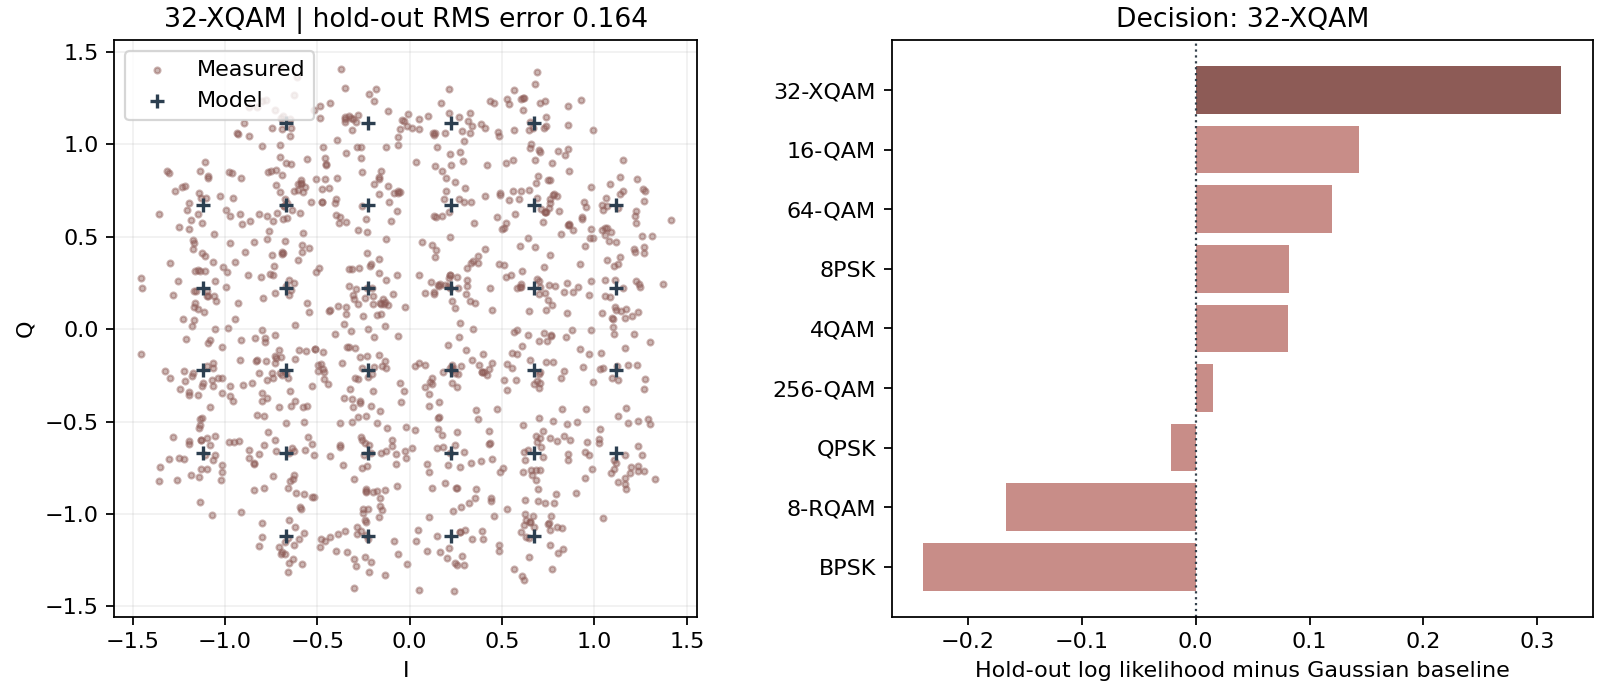 32-XQAM | hold-out RMS error 0.164
Measured
Model
1.5
1.0
0.5
0.0
−0.5
−1.0
−1.5
Q
−1.5
−1.0
−0.5
0.0
0.5
1.0
1.5
I
Decision: 32-XQAM
32-XQAM
16-QAM
64-QAM
8PSK
4QAM
256-QAM
QPSK
8-RQAM
BPSK
−0.2
−0.1
0.0
0.1
0.2
0.3
Hold-out log likelihood minus Gaussian baseline